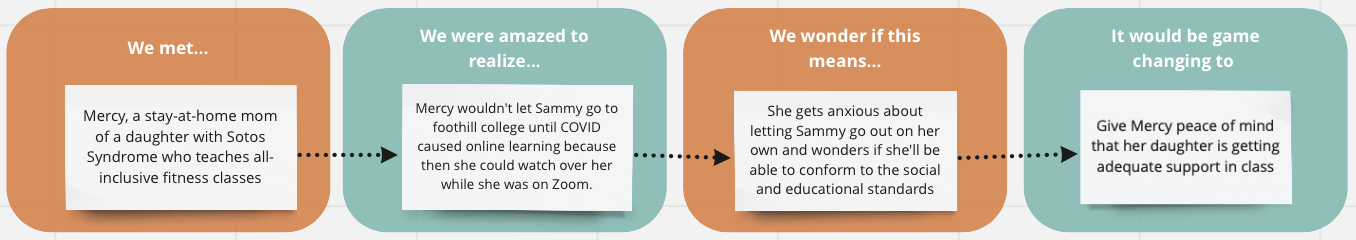 We met...
Mercy, a stay-at-home mom
of a daughter with Sotos
Syndrome who teaches all-
inclusive fitness classes
We were amazed to
realize...
Mercy wouldn't let Sammy go to
foothill college until COVID
caused online learning because
then she could watch over her
while she was on Zoom.
We wonder if this
means...
She gets anxious about
letting Sammy go out on her
own and wonders if she'll be
able to conform to the social
and educational standards
It would be game
changing to
Give Mercy peace of mind
that her daughter is getting
adequate support in class